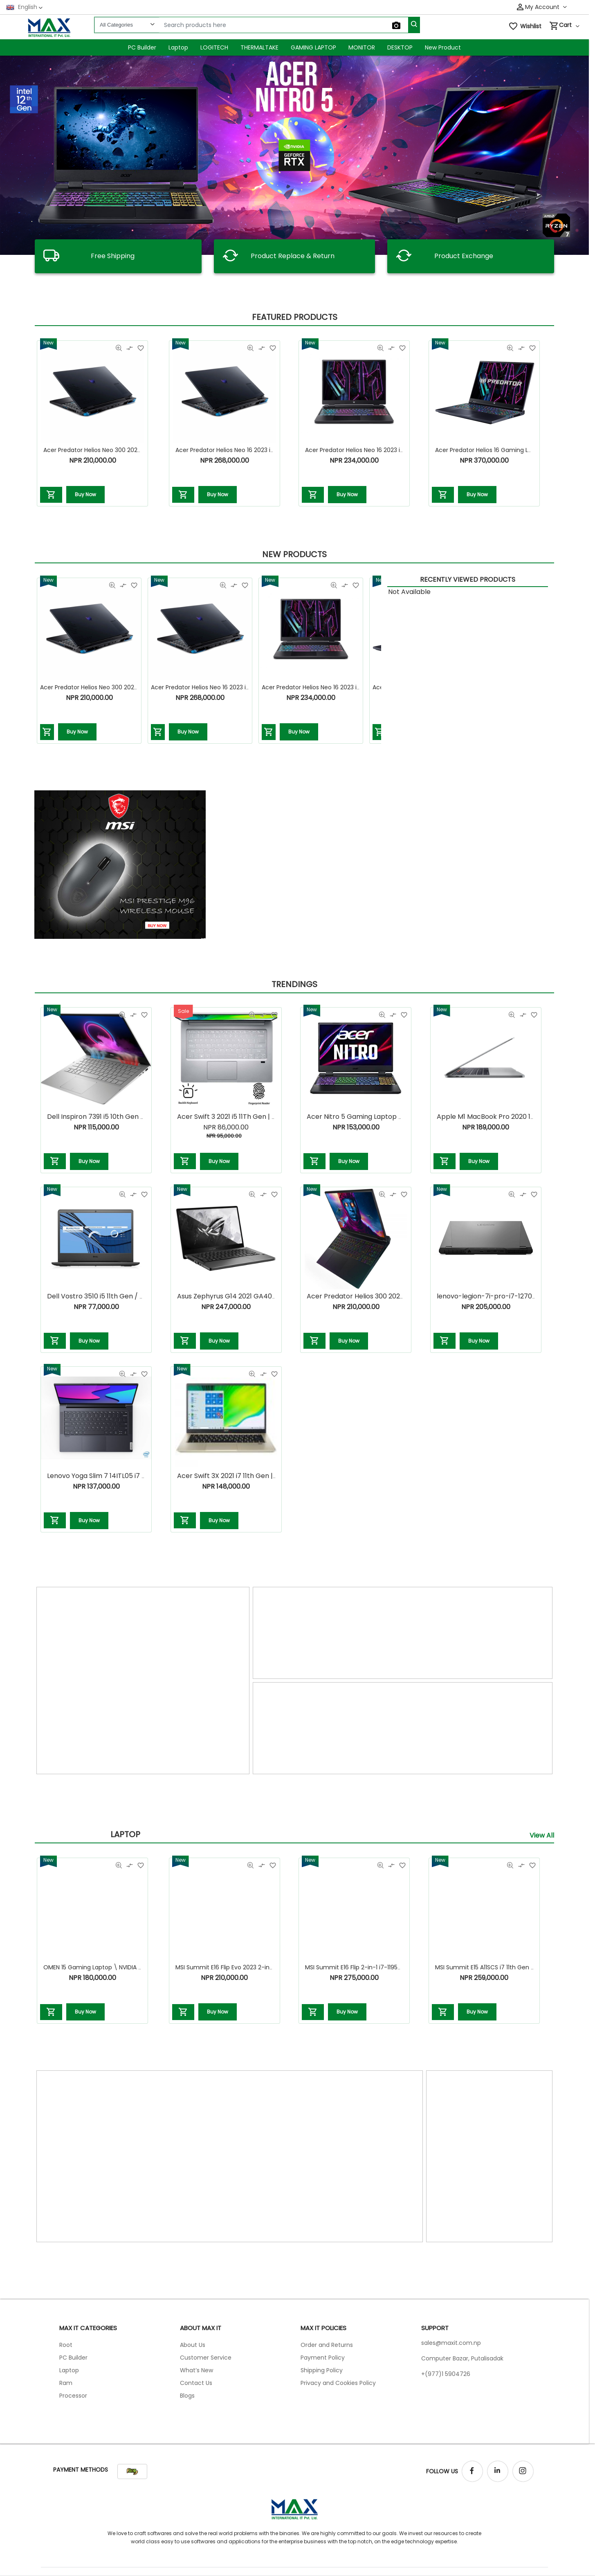 English
My Account
MAX
INTERNATIONAL IT Pvt. Ltd.
All Categories
Search products here
Wishlist
Cart
PC Builder
Laptop
LOGITECH
THERMALTAKE
GAMING LAPTOP
MONITOR
DESKTOP
New Product
intel
12th
Gen
ACER
NITRO 5
NVIDIA
GEFORCE
RTX
AMD
RYZEN
7
Free Shipping
Product Replace & Return
Product Exchange
FEATURED PRODUCTS
New
New
New
New
PREDATOR
Acer Predator Helios Neo 300 202..
Acer Predator Helios Neo 16 2023 i..
Acer Predator Helios Neo 16 2023 i..
Acer Predator Helios 16 Gaming L..
NPR 210,000.00
NPR 268,000.00
NPR 234,000.00
NPR 370,000.00
Buy Now
Buy Now
Buy Now
Buy Now
NEW PRODUCTS
New
New
New
Ne
RECENTLY VIEWED PRODUCTS
Not Available
Acer Predator Helios Neo 300 202..
Acer Predator Helios Neo 16 2023 i..
Acer Predator Helios Neo 16 2023 i..
Ace
NPR 210,000.00
NPR 268,000.00
NPR 234,000.00
Buy Now
Buy Now
Buy Now
msi
MSI PRESTIGE M96
WIRELESS MOUSE
BUY NOW
TRENDINGS
New
Sale
New
New
acer
NITRO
Backlit Keyboard
Fingerprint Reader
Dell Inspiron 7391 i5 10th Gen ..
Acer Swift 3 2021 i5 11Th Gen | ..
Acer Nitro 5 Gaming Laptop ..
Apple M1 MacBook Pro 2020 1..
NPR 115,000.00
NPR 86,000.00
NPR 95,000.00
NPR 153,000.00
NPR 189,000.00
Buy Now
Buy Now
Buy Now
Buy Now
New
New
New
New
LEGION
Dell Vostro 3510 i5 11th Gen / ..
Asus Zephyrus G14 2021 GA40..
Acer Predator Helios 300 202..
lenovo-legion-7i-pro-i7-1270..
NPR 77,000.00
NPR 247,000.00
NPR 210,000.00
NPR 205,000.00
Buy Now
Buy Now
Buy Now
Buy Now
New
New
Lenovo Yoga Slim 7 14ITL05 i7 ..
Acer Swift 3X 2021 i7 11th Gen |..
NPR 137,000.00
NPR 148,000.00
Buy Now
Buy Now
LAPTOP
View All
New
New
New
New
OMEN 15 Gaming Laptop \ NVIDIA ..
MSI Summit E16 Flip Evo 2023 2-in..
MSI Summit E16 Flip 2-in-1 i7-1195..
MSI Summit E15 A11SCS i7 11th Gen ..
NPR 180,000.00
NPR 210,000.00
NPR 275,000.00
NPR 259,000.00
Buy Now
Buy Now
Buy Now
Buy Now
MAX IT CATEGORIES
Root
PC Builder
Laptop
Ram
Processor
ABOUT MAX IT
About Us
Customer Service
What's New
Contact Us
Blogs
MAX IT POLICIES
Order and Returns
Payment Policy
Shipping Policy
Privacy and Cookies Policy
SUPPORT
sales@maxit.com.np
Computer Bazar, Putalisadak
+(977)1 5904726
PAYMENT METHODS
FOLLOW US
MAX
INTERNATIONAL IT Pvt. Ltd.
We love to craft softwares and solve the real world problems with the binaries. We are highly committed to our goals. We invest our resources to create
world class easy to use softwares and applications for the enterprise business with the top notch, on the edge technology expertise.